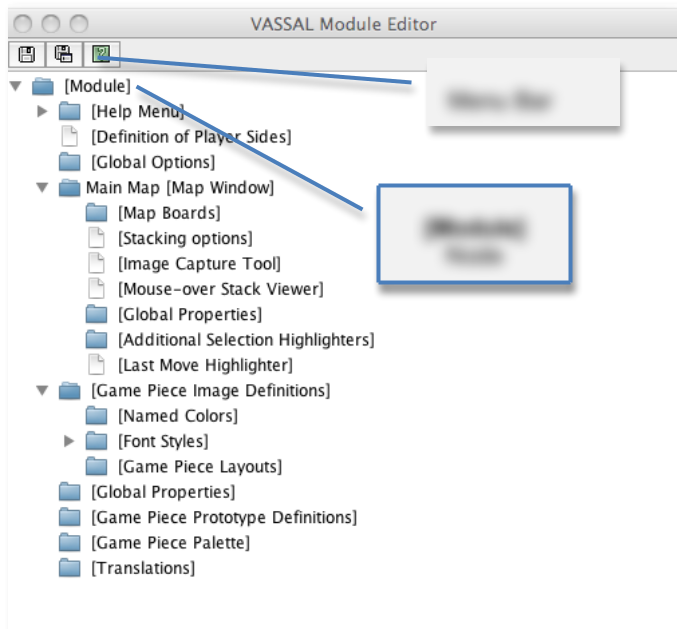 VASSAL Module Editor
[Module]
[Help Menu]
[Definition of Player Sides]
[Global Options]
Main Map [Map Window]
[Map Boards]
[Stacking options]
[Image Capture Tool]
[Mouse-over Stack Viewer]
[Global Properties]
[Additional Selection Highlighters]
[Last Move Highlighter]
[Game Piece Image Definitions]
[Named Colors]
[Font Styles]
[Game Piece Layouts]
[Global Properties]
[Game Piece Prototype Definitions]
[Game Piece Palette]
[Translations]